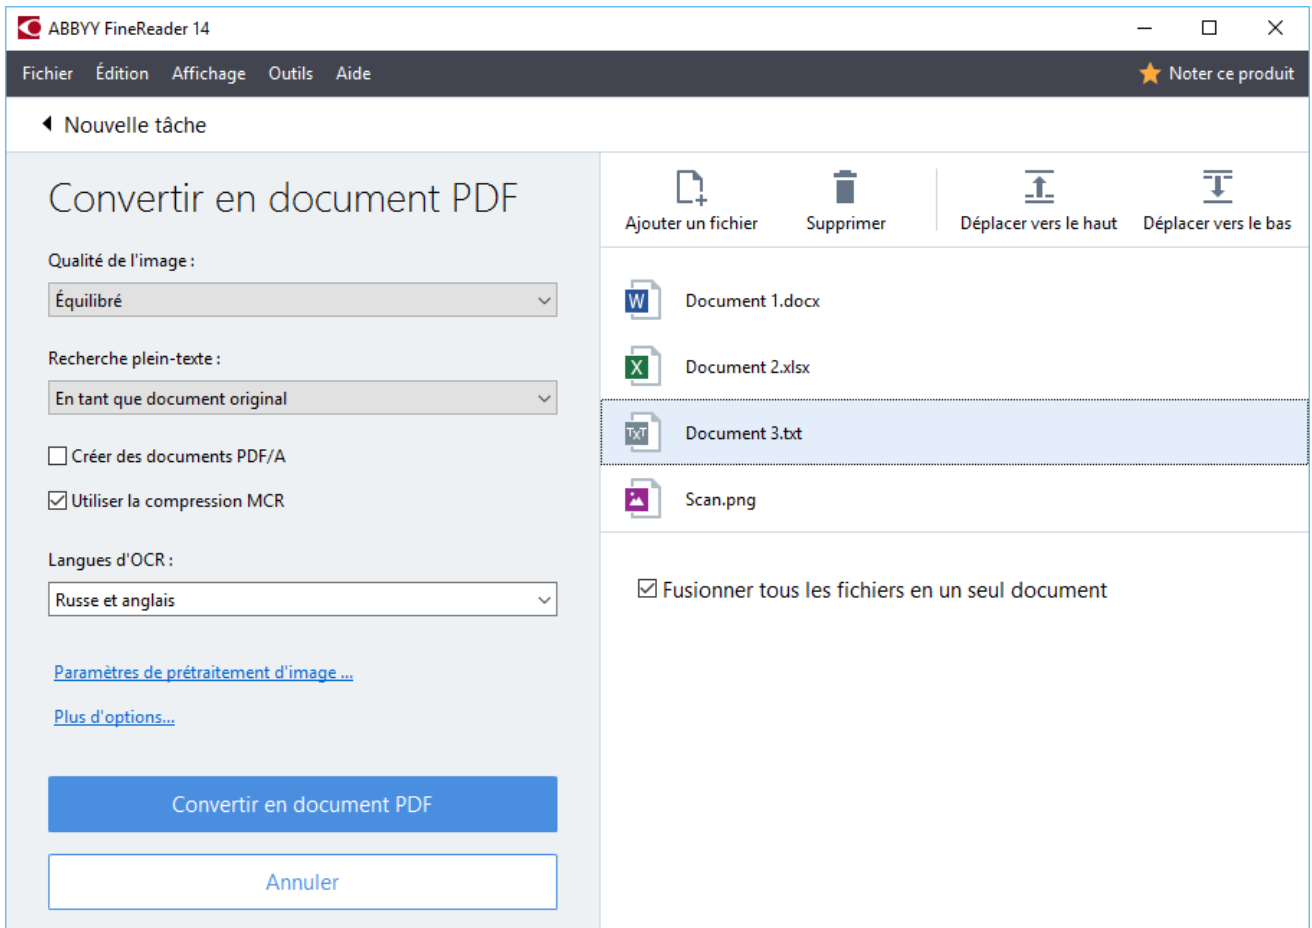 ABBYY FineReader 14
Fichier Édition Affichage Outils Aide Noter ce produit
Nouvelle tâche
Convertir en document PDF
Qualité de l'image :
Équilibré
Recherche plein-texte :
En tant que document original
Créer des documents PDF/A
Utiliser la compression MCR
Langues d'OCR :
Russe et anglais
Paramètres de prétraitement d'image ...
Plus d'options...
Convertir en document PDF
Annuler
Ajouter un fichier Supprimer Déplacer vers le haut Déplacer vers le bas
W Document 1.docx
X Document 2.xlsx
TXT Document 3.txt
Scan.png
Fusionner tous les fichiers en un seul document